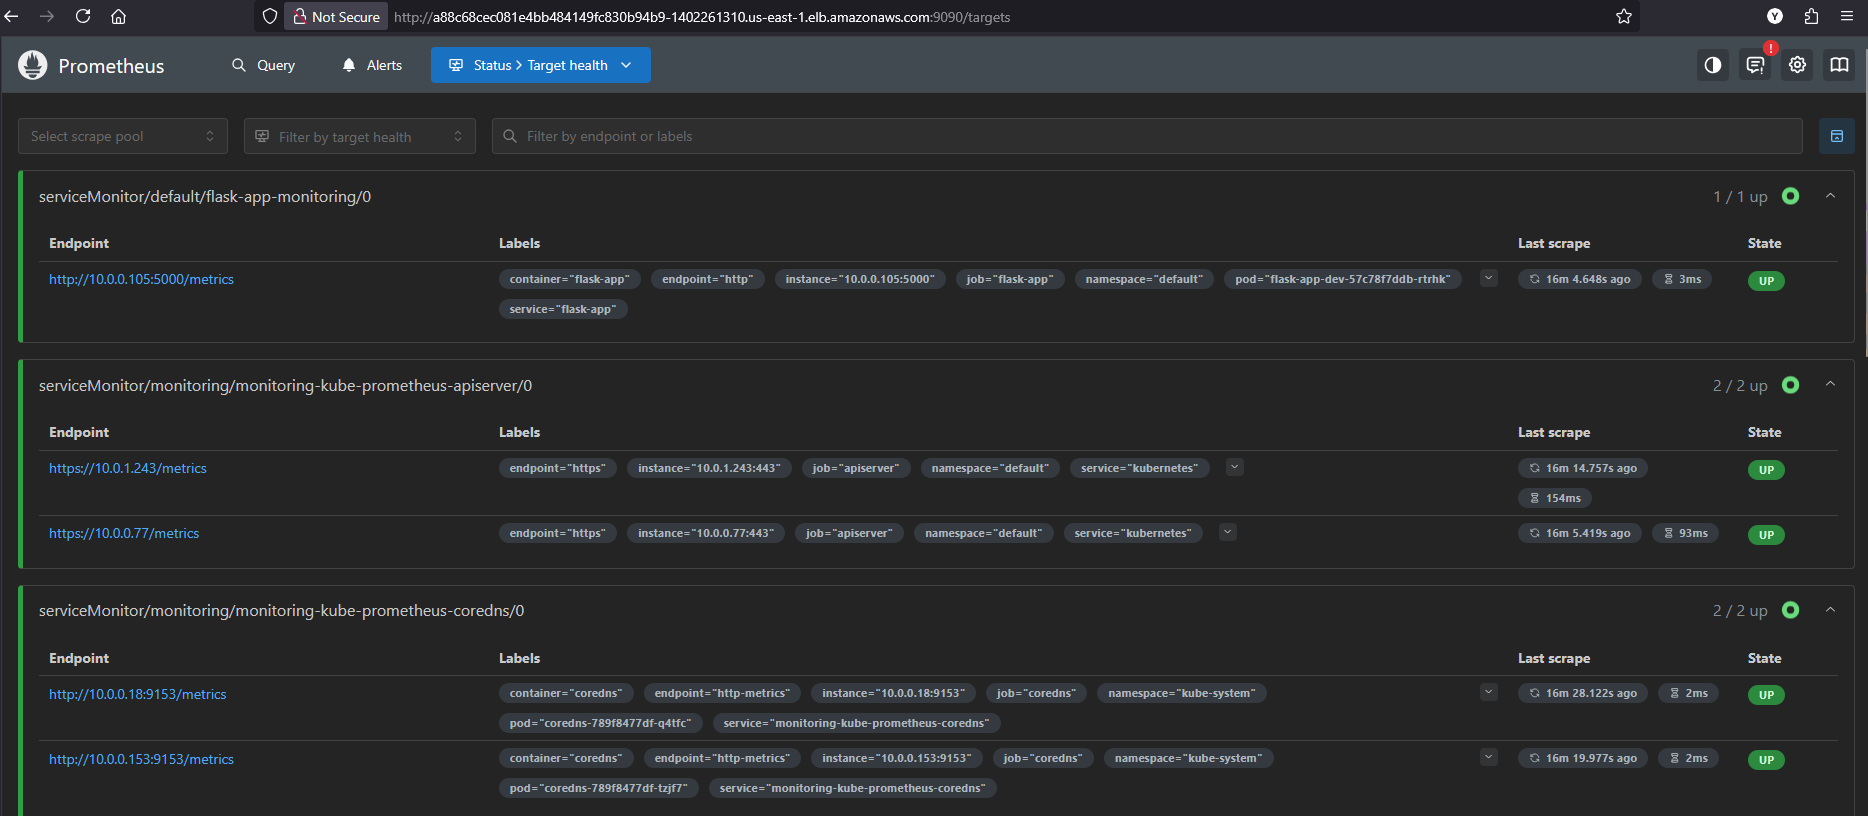 Not Secure http://a88c68cec081e4bb484149fc830b94b9-1402261310.us-east-1.elb.amazonaws.com:9090/targets
Y
Prometheus Query Alerts Status > Target health
!
Select scrape pool Filter by target health Filter by endpoint or labels
serviceMonitor/default/flask-app-monitoring/0 1 / 1 up
Endpoint Labels Last scrape State
http://10.0.0.105:5000/metrics container="flask-app" endpoint="http" instance="10.0.0.105:5000" job="flask-app" namespace="default" pod="flask-app-dev-57c78f7ddb-rtrhk" 16m 4.648s ago 3ms UP
service="flask-app"
serviceMonitor/monitoring/monitoring-kube-prometheus-apiserver/0 2 / 2 up
Endpoint Labels Last scrape State
https://10.0.1.243/metrics endpoint="https" instance="10.0.1.243:443" job="apiserver" namespace="default" service="kubernetes" 16m 14.757s ago UP
154ms
https://10.0.0.77/metrics endpoint="https" instance="10.0.0.77:443" job="apiserver" namespace="default" service="kubernetes" 16m 5.419s ago 93ms UP
serviceMonitor/monitoring/monitoring-kube-prometheus-coredns/0 2 / 2 up
Endpoint Labels Last scrape State
http://10.0.0.18:9153/metrics container="coredns" endpoint="http-metrics" instance="10.0.0.18:9153" job="coredns" namespace="kube-system" 16m 28.122s ago 2ms UP
pod="coredns-789f8477df-q4tfc" service="monitoring-kube-prometheus-coredns"
http://10.0.0.153:9153/metrics container="coredns" endpoint="http-metrics" instance="10.0.0.153:9153" job="coredns" namespace="kube-system" 16m 19.977s ago 2ms UP
pod="coredns-789f8477df-tzjf7" service="monitoring-kube-prometheus-coredns"